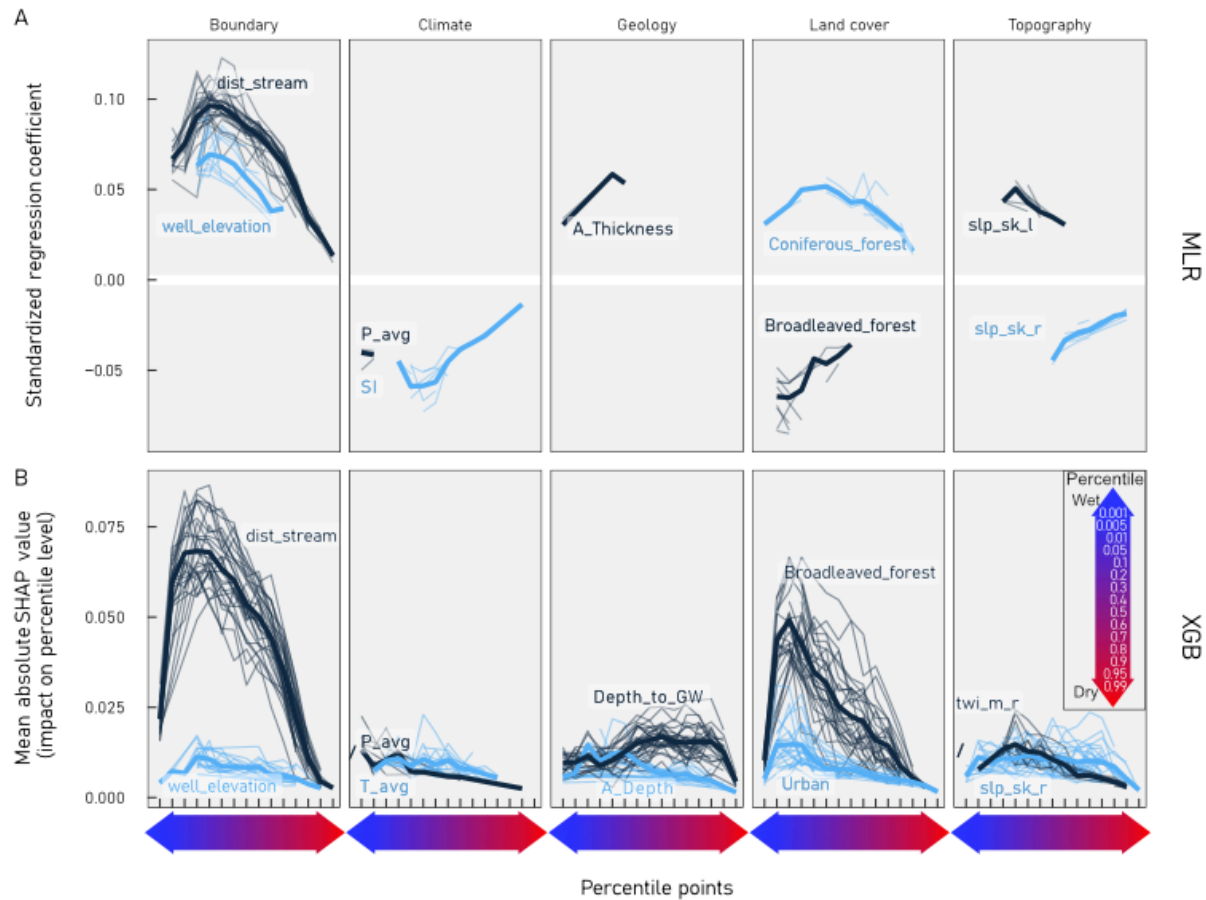 A
Boundary
Climate
Geology
Land cover
Topography
Standardized regression coefficient
0.10
0.05
0.00
−0.05
dist_stream
well_elevation
P_avg
SI
A_Thickness
Coniferous_forest
Broadleaved_forest
slp_sk_l
slp_sk_r
MLR
B
Mean absolute SHAP value
(impact on percentile level)
0.075
0.050
0.025
0.000
dist_stream
well_elevation
P_avg
T_avg
Depth_to_GW
A_Depth
Broadleaved_forest
Urban
twi_m_r
slp_sk_r
Percentile
Wet
0.001
0.005
0.01
0.05
0.1
0.2
0.3
0.4
0.5
0.6
0.7
0.8
0.9
0.95
0.99
Dry
XGB
Percentile points